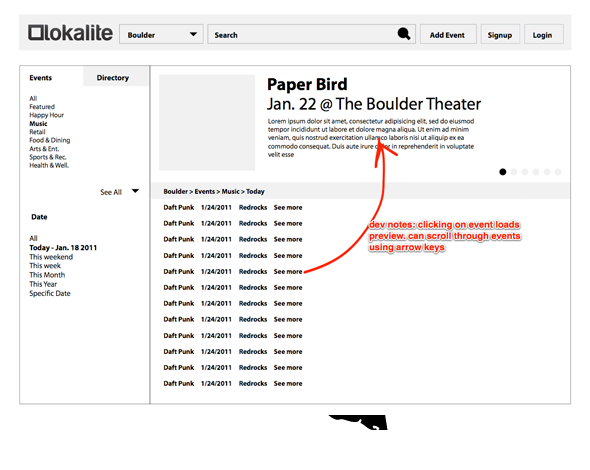 lokalite
Boulder
Search
Add Event
Signup
Login
Events
Directory
All
Featured
Happy Hour
Music
Retail
Food & Dining
Arts & Ent.
Sports & Rec.
Health & Well.
See All
Date
All
Today - Jan. 18 2011
This weekend
This week
This Month
This Year
Specific Date
Paper Bird
Jan. 22 @ The Boulder Theater
Lorem ipsum dolor sit amet, consectetur adipisicing elit, sed do eiusmod
tempor incididunt ut labore et dolore magna aliqua. Ut enim ad minim
veniam, quis nostrud exercitation ullamco laboris nisi ut aliquip ex ea
commodo consequat. Duis aute irure dolor in reprehenderit in voluptate
velit esse
Boulder > Events > Music > Today
Daft Punk 1/24/2011 Redrocks See more
Daft Punk 1/24/2011 Redrocks See more
Daft Punk 1/24/2011 Redrocks See more
Daft Punk 1/24/2011 Redrocks See more
Daft Punk 1/24/2011 Redrocks See more
Daft Punk 1/24/2011 Redrocks See more
Daft Punk 1/24/2011 Redrocks See more
Daft Punk 1/24/2011 Redrocks See more
Daft Punk 1/24/2011 Redrocks See more
Daft Punk 1/24/2011 Redrocks See more
Daft Punk 1/24/2011 Redrocks See more
Daft Punk 1/24/2011 Redrocks See more
dev notes: clicking on event loads
preview. can scroll through events
using arrow keys